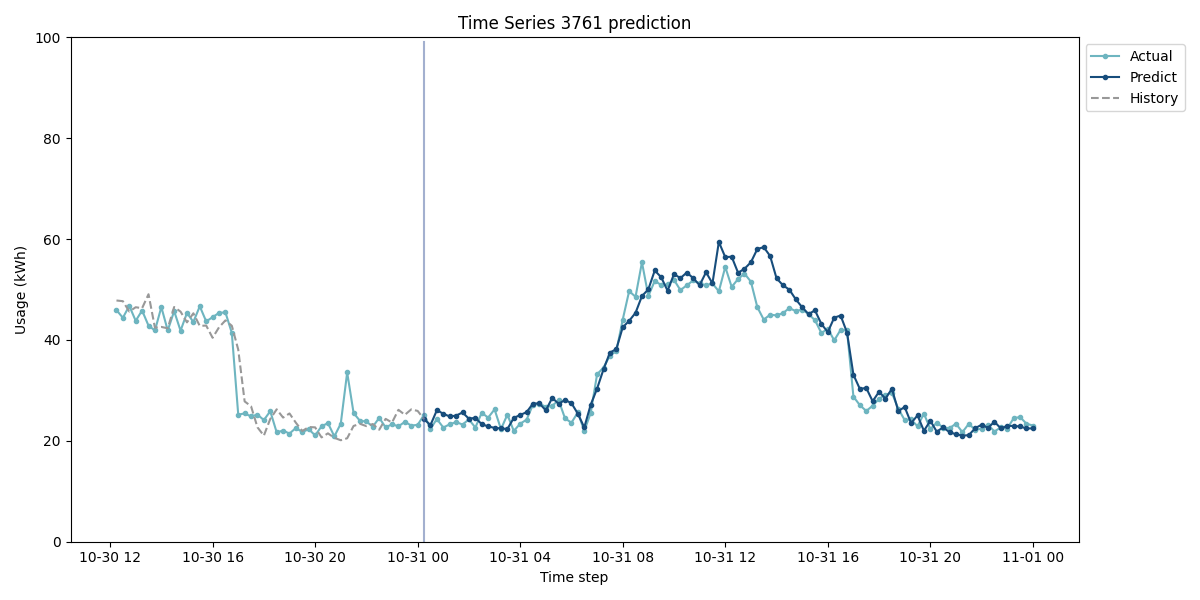 Time Series 3761 prediction
100
80
60
40
20
0
Usage (kWh)
10-30 12
10-30 16
10-30 20
10-31 00
10-31 04
10-31 08
10-31 12
10-31 16
10-31 20
11-01 00
Time step
Actual
Predict
History